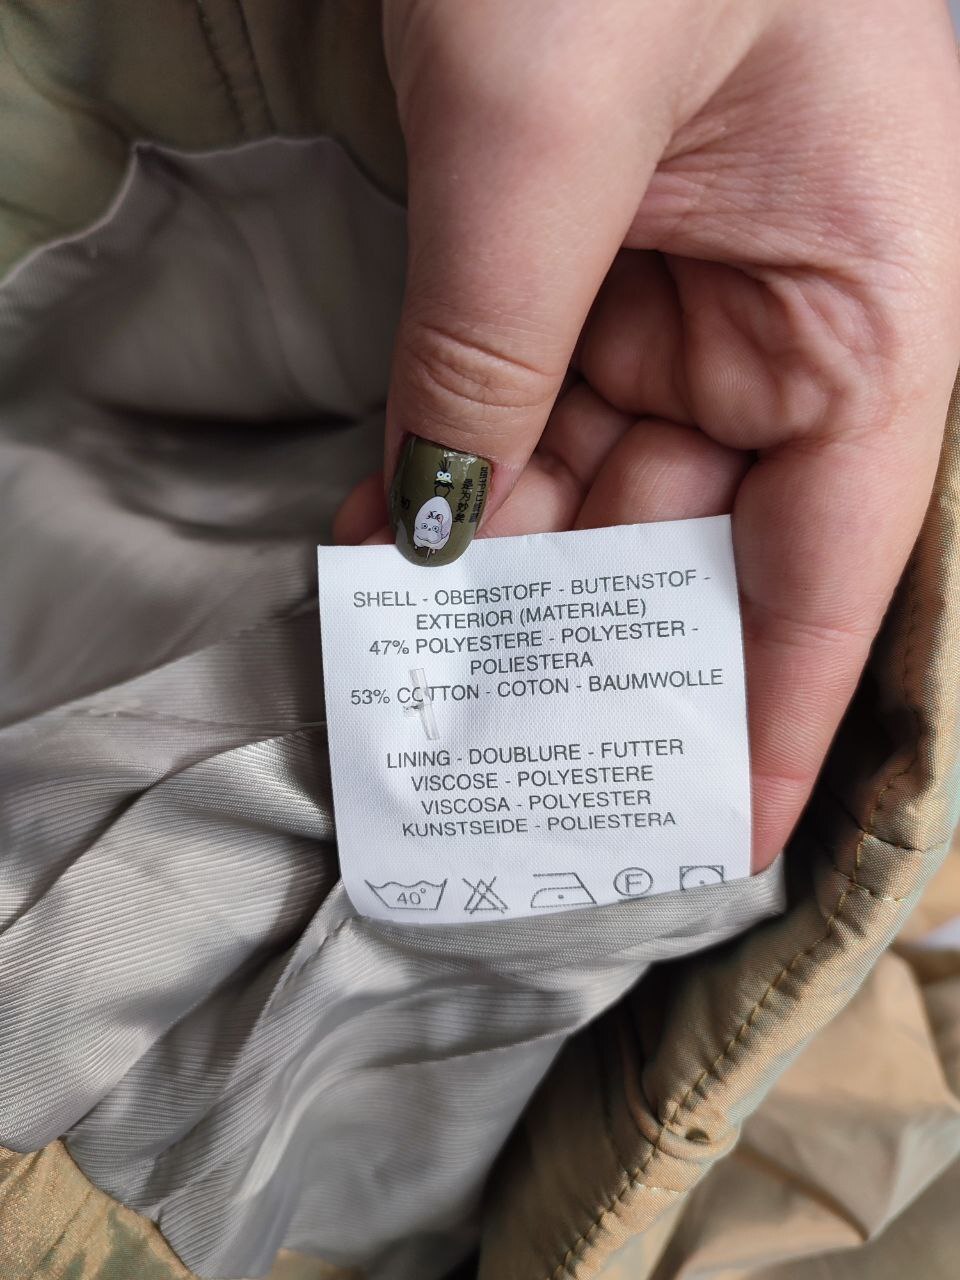 SHELL - OBERSTOFF - BUTENSTOF -
EXTERIOR (MATERIALE)
47% POLYESTERE - POLYESTER -
POLIESTERA
53% COTTON - COTON - BAUMWOLLE
LINING - DOUBLURE - FUTTER
VISCOSE - POLYESTERE
VISCOSA - POLYESTER
KUNSTSEIDE - POLIESTERA
40° F